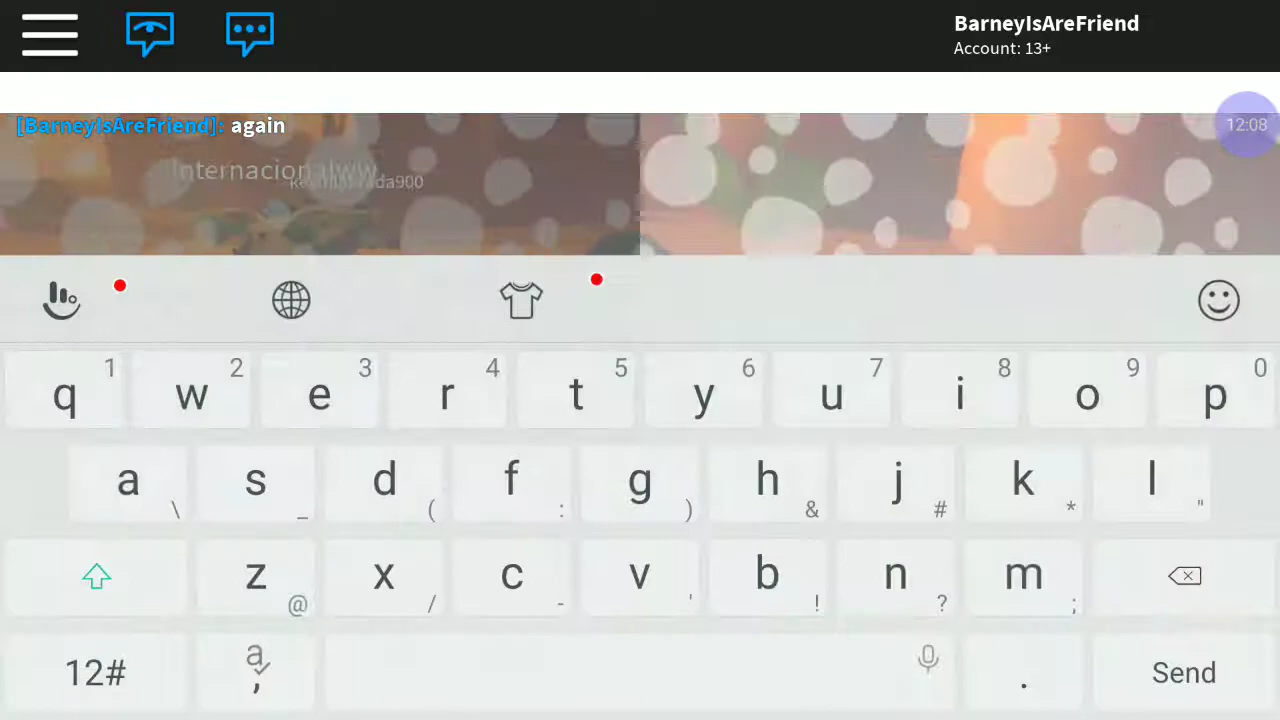 BarneyIsAreFriend
Account: 13+
[BarneyIsAreFriend]: again
12:08
1 2 3 4 5 6 7 8 9 0
q w e r t y u i o p
a s d f g h j k l
\ _ ( : ) & # * "
z x c v b n m
@ / - ' ! ? ;
12# a , . Send